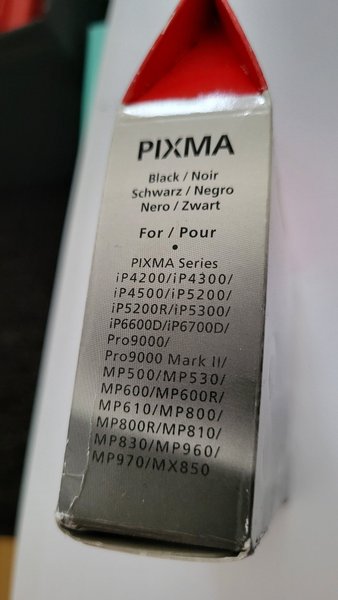 PIXMA
Black / Noir
Schwarz / Negro
Nero / Zwart
For / Pour
•
PIXMA Series
iP4200/iP4300/
iP4500/iP5200/
iP5200R/iP5300/
iP6600D/iP6700D/
Pro9000/
Pro9000 Mark II/
MP500/MP530/
MP600/MP600R/
MP610/MP800/
MP800R/MP810/
MP830/MP960/
MP970/MX850